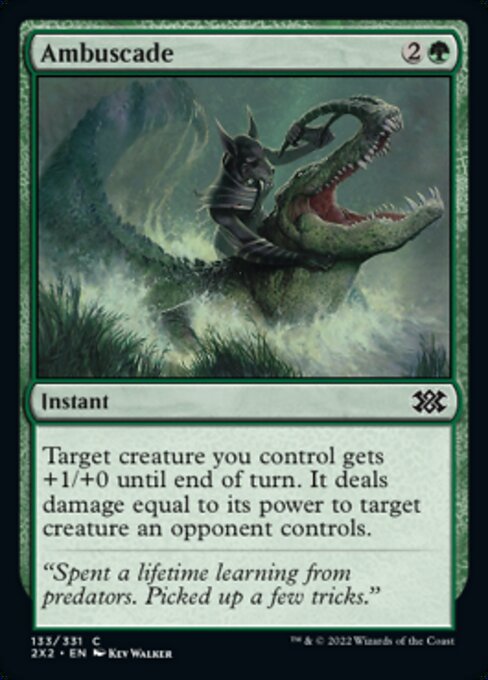 Ambuscade 2
Instant
Target creature you control gets
+1/+0 until end of turn. It deals
damage equal to its power to target
creature an opponent controls.
“Spent a lifetime learning from
predators. Picked up a few tricks.”
133/331 C
2X2 • EN Kev Walker
™ & © 2022 Wizards of the Coast